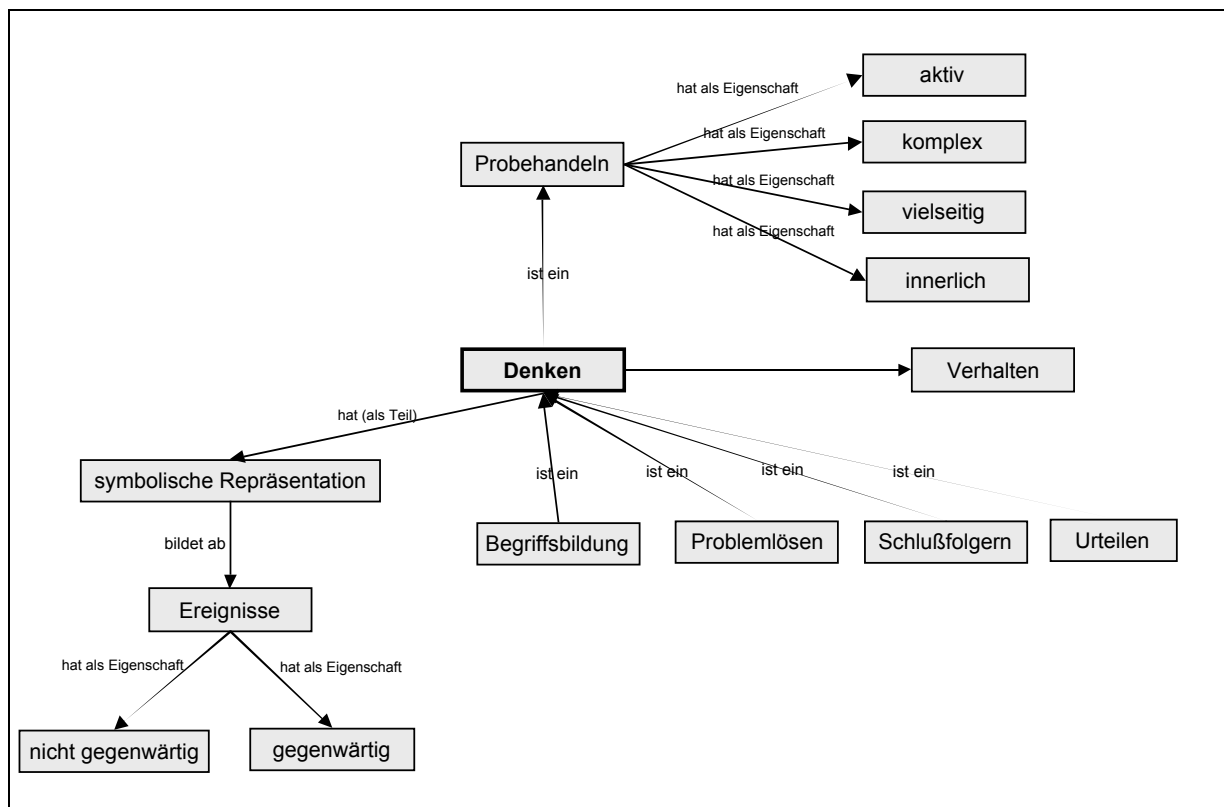 aktiv
hat als Eigenschaft
komplex
hat als Eigenschaft
Probehandeln
hat als Eigenschaft
vielseitig
hat als Eigenschaft
innerlich
ist ein
Denken
Verhalten
hat (als Teil)
symbolische Repräsentation
ist ein
ist ein
ist ein
ist ein
Begriffsbildung
Problemlösen
Schlußfolgern
Urteilen
bildet ab
Ereignisse
hat als Eigenschaft
hat als Eigenschaft
nicht gegenwärtig
gegenwärtig